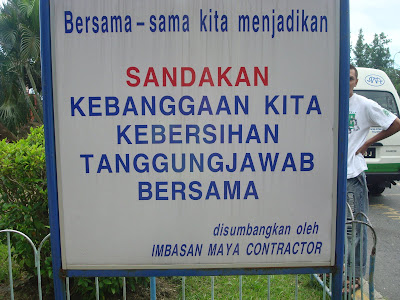 Bersama-sama kita menjadikan
SANDAKAN
KEBANGGAAN KITA
KEBERSIHAN
TANGGUNGJAWAB
BERSAMA
disumbangkan oleh
IMBASAN MAYA CONTRACTOR